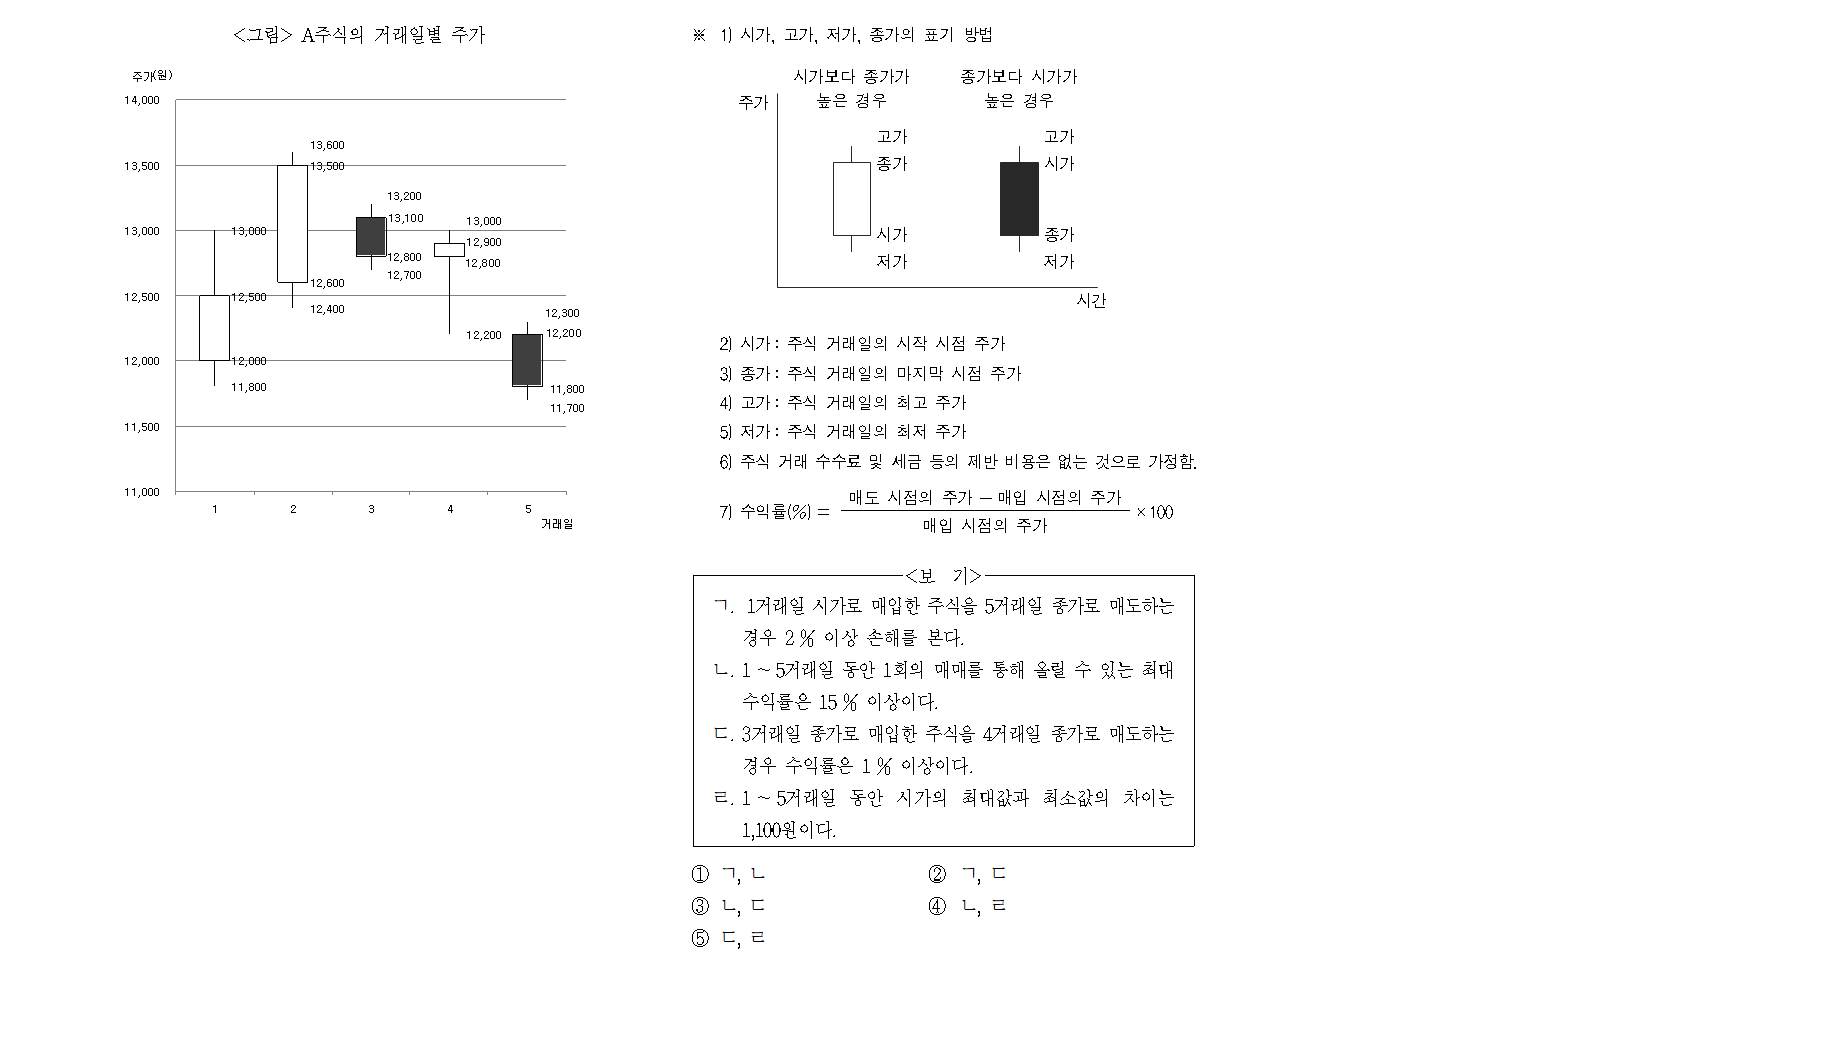 <그림> A주식의 거래일별 주가
주가(원)
14,000
13,500
13,000
12,500
12,000
11,500
11,000
13,000
12,500
12,000
11,800
13,600
13,500
12,600
12,400
13,200
13,100
12,800
12,700
13,000
12,900
12,800
12,200
12,300
12,200
11,800
11,700
1 2 3 4 5
거래일
※ 1) 시가, 고가, 저가, 종가의 표기 방법
시가보다 종가가
높은 경우
종가보다 시가가
높은 경우
주가
고가
종가
시가
저가
고가
시가
종가
저가
시간
2) 시가 : 주식 거래일의 시작 시점 주가
3) 종가 : 주식 거래일의 마지막 시점 주가
4) 고가 : 주식 거래일의 최고 주가
5) 저가 : 주식 거래일의 최저 주가
6) 주식 거래 수수료 및 세금 등의 제반 비용은 없는 것으로 가정함.
7) 수익률(%) = 매도 시점의 주가 - 매입 시점의 주가 / 매입 시점의 주가 ×100
<보 기>
ㄱ. 1거래일 시가로 매입한 주식을 5거래일 종가로 매도하는
경우 2 % 이상 손해를 본다.
ㄴ. 1 ~ 5거래일 동안 1회의 매매를 통해 올릴 수 있는 최대
수익률은 15 % 이상이다.
ㄷ. 3거래일 종가로 매입한 주식을 4거래일 종가로 매도하는
경우 수익률은 1 % 이상이다.
ㄹ. 1 ~ 5거래일 동안 시가의 최대값과 최소값의 차이는
1,100원이다.
① ㄱ, ㄴ ② ㄱ, ㄷ
③ ㄴ, ㄷ ④ ㄴ, ㄹ
⑤ ㄷ, ㄹ